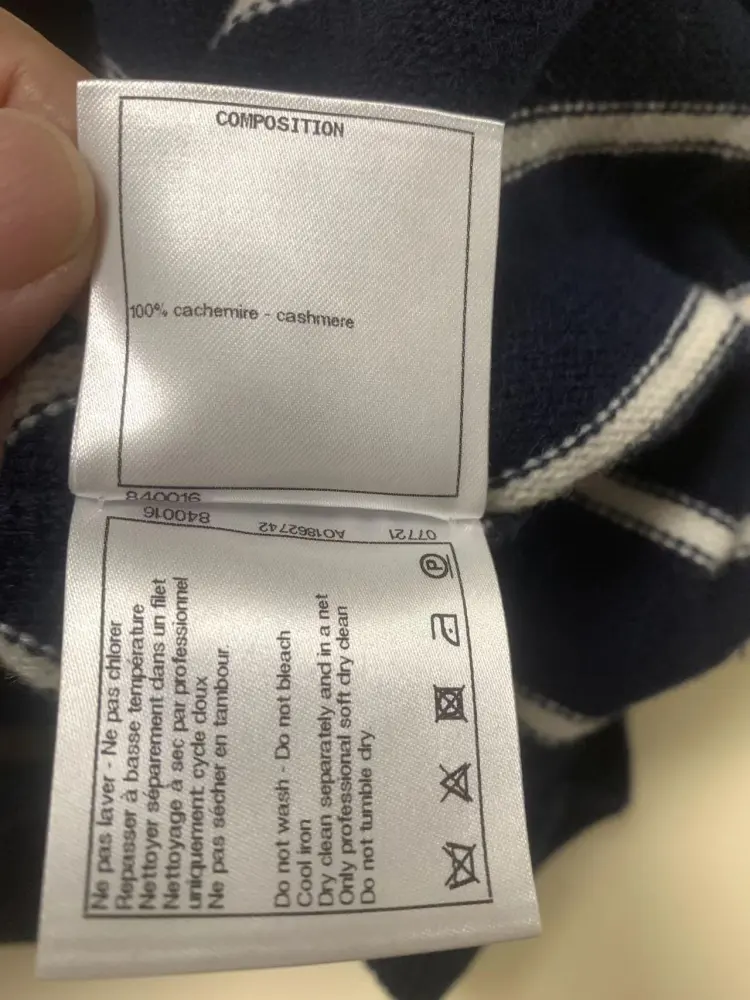 COMPOSITION
100% cachemire - cashmere
840016
840016
A01862742
07721
Ne pas laver - Ne pas chlorer
Repasser à basse température
Nettoyer séparement dans un filet
Nettoyage à sec par professionnel
uniquement cycle doux
Ne pas sécher en tambour.
Do not wash - Do not bleach
Cool iron
Dry clean separately and in a net
Only professional soft dry clean
Do not tumble dry
P